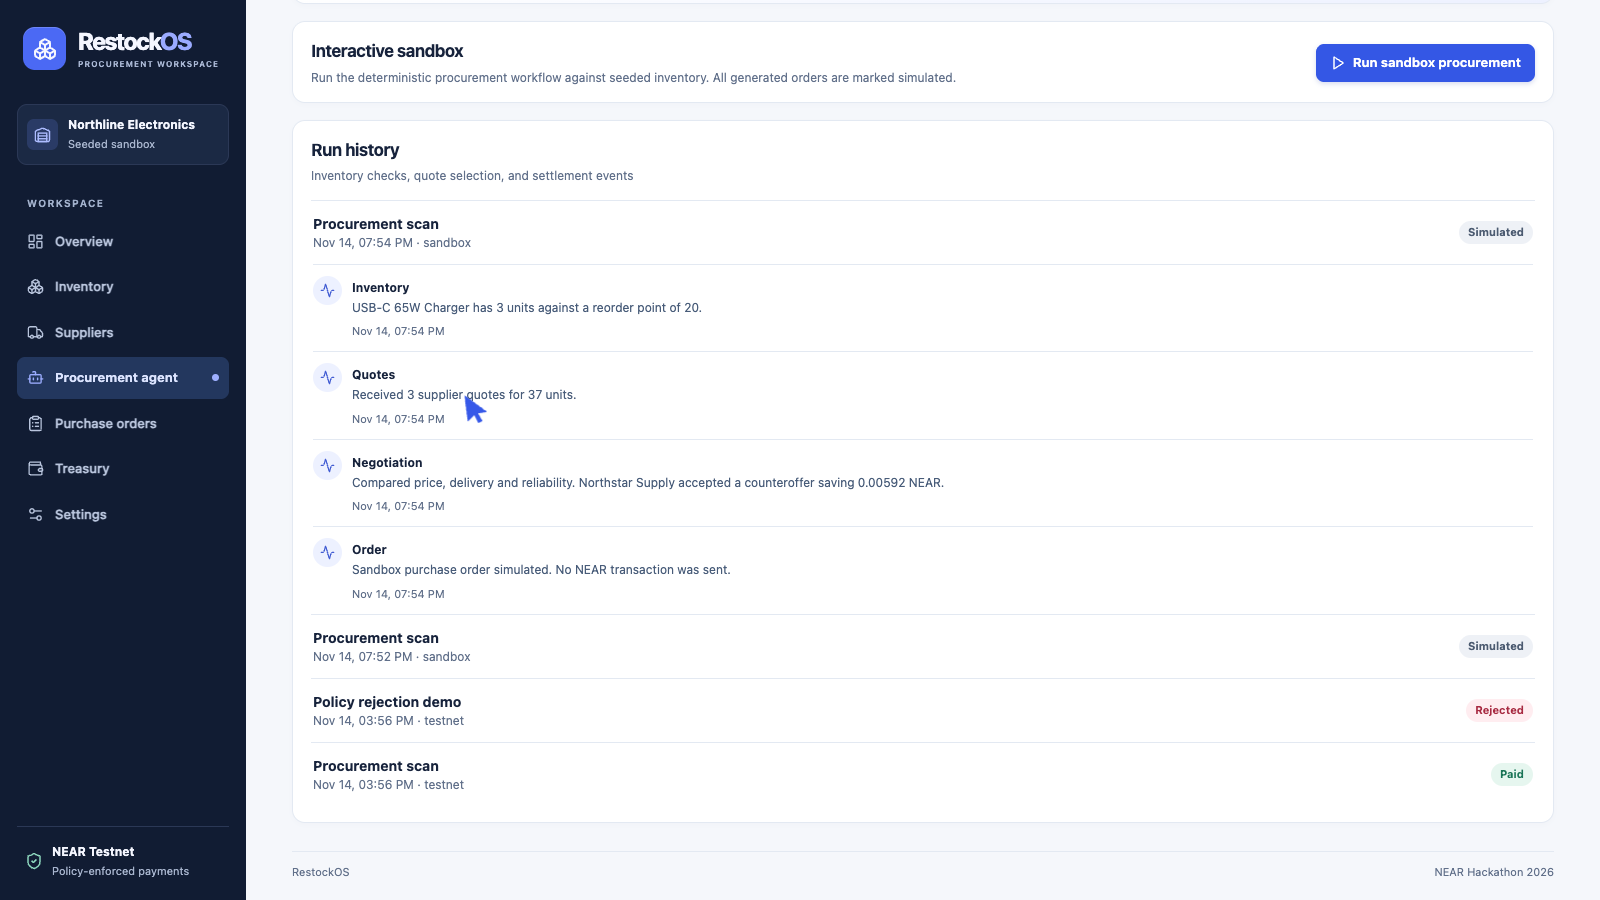 RestockOS
PROCUREMENT WORKSPACE
Northline Electronics
Seeded sandbox
WORKSPACE
Overview
Inventory
Suppliers
Procurement agent
Purchase orders
Treasury
Settings
NEAR Testnet
Policy-enforced payments
Interactive sandbox
Run the deterministic procurement workflow against seeded inventory. All generated orders are marked simulated.
Run sandbox procurement
Run history
Inventory checks, quote selection, and settlement events
Procurement scan
Nov 14, 07:54 PM · sandbox
Simulated
Inventory
USB-C 65W Charger has 3 units against a reorder point of 20.
Nov 14, 07:54 PM
Quotes
Received 3 supplier quotes for 37 units.
Nov 14, 07:54 PM
Negotiation
Compared price, delivery and reliability. Northstar Supply accepted a counteroffer saving 0.00592 NEAR.
Nov 14, 07:54 PM
Order
Sandbox purchase order simulated. No NEAR transaction was sent.
Nov 14, 07:54 PM
Procurement scan
Nov 14, 07:52 PM · sandbox
Simulated
Policy rejection demo
Nov 14, 03:56 PM · testnet
Rejected
Procurement scan
Nov 14, 03:56 PM · testnet
Paid
RestockOS
NEAR Hackathon 2026